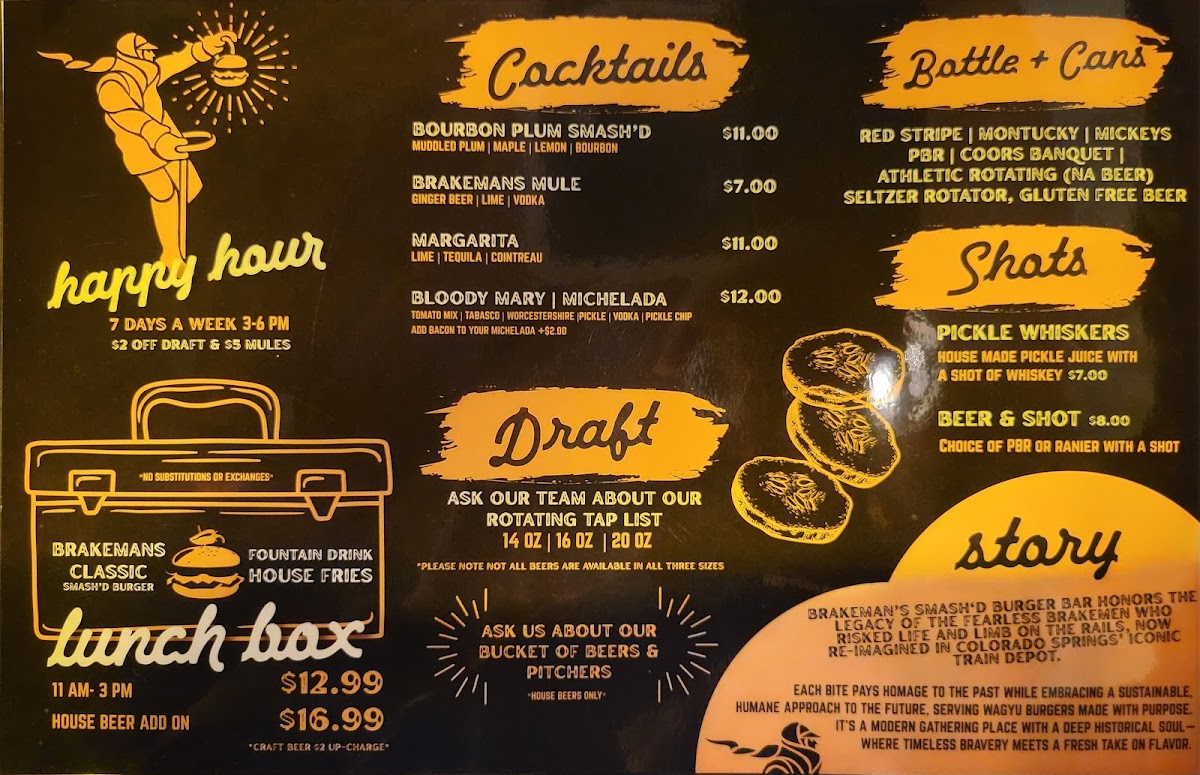 happy hour
7 DAYS A WEEK 3-6 PM
$2 OFF DRAFT & $5 MULES
*NO SUBSTITUTIONS OR EXCHANGES*
BRAKEMANS
CLASSIC
SMASH'D BURGER
FOUNTAIN DRINK
HOUSE FRIES
lunch box
11 AM- 3 PM $12.99
HOUSE BEER ADD ON $16.99
*CRAFT BEER $2 UP-CHARGE*
Cocktails
BOURBON PLUM SMASH'D $11.00
MUDDLED PLUM | MAPLE | LEMON | BOURBON
BRAKEMANS MULE $7.00
GINGER BEER | LIME | VODKA
MARGARITA $11.00
LIME | TEQUILA | COINTREAU
BLOODY MARY | MICHELADA $12.00
TOMATO MIX | TABASCO | WORCESTERSHIRE |PICKLE | VODKA | PICKLE CHIP
ADD BACON TO YOUR MICHELADA +$2.00
Draft
ASK OUR TEAM ABOUT OUR
ROTATING TAP LIST
14 OZ | 16 OZ | 20 OZ
*PLEASE NOTE NOT ALL BEERS ARE AVAILABLE IN ALL THREE SIZES
ASK US ABOUT OUR
BUCKET OF BEERS &
PITCHERS
*HOUSE BEERS ONLY*
Bottle + Cans
RED STRIPE | MONTUCKY | MICKEYS
PBR | COORS BANQUET |
ATHLETIC ROTATING (NA BEER)
SELTZER ROTATOR, GLUTEN FREE BEER
Shots
PICKLE WHISKERS
HOUSE MADE PICKLE JUICE WITH
A SHOT OF WHISKEY $7.00
BEER & SHOT $8.00
CHOICE OF PBR OR RANIER WITH A SHOT
story
BRAKEMAN'S SMASH'D BURGER BAR HONORS THE
LEGACY OF THE FEARLESS BRAKEMEN WHO
RISKED LIFE AND LIMB ON THE RAILS, NOW
RE-IMAGINED IN COLORADO SPRINGS' ICONIC
TRAIN DEPOT.
EACH BITE PAYS HOMAGE TO THE PAST WHILE EMBRACING A SUSTAINABLE,
HUMANE APPROACH TO THE FUTURE, SERVING WAGYU BURGERS MADE WITH PURPOSE.
IT'S A MODERN GATHERING PLACE WITH A DEEP HISTORICAL SOUL—
WHERE TIMELESS BRAVERY MEETS A FRESH TAKE ON FLAVOR.